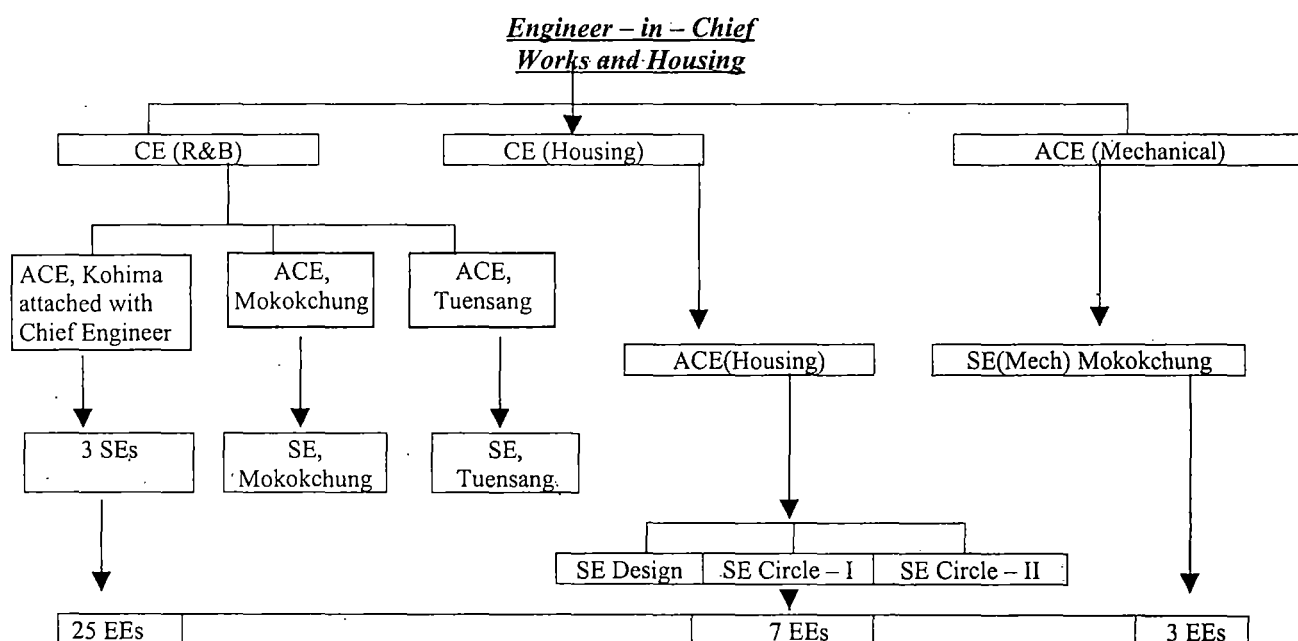 Engineer – in – Chief
Works and Housing
CE (R&B)
CE (Housing)
ACE (Mechanical)
ACE, Kohima
attached with
Chief Engineer
ACE,
Mokokchung
ACE,
Tuensang
ACE(Housing)
SE(Mech) Mokokchung
3 SEs
SE,
Mokokchung
SE,
Tuensang
SE Design
SE Circle – I
SE Circle – II
25 EEs
7 EEs
3 EEs